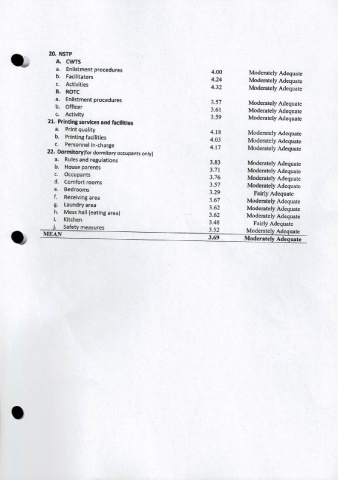 20. NSTP
A. CWTS
a. Enlistment procedures 4.00 Moderately Adequate
b. Facilitators 4.24 Moderately Adequate
c. Activities 4.32 Moderately Adequate
B. ROTC
a. Enlistment procedures 3.57 Moderately Adequate
b. Officer 3.61 Moderately Adequate
c. Activity 3.59 Moderately Adequate
21. Printing services and facilities
a. Print quality 4.18 Moderately Adequate
b. Printing facilities 4.03 Moderately Adequate
c. Personnel in-charge 4.17 Moderately Adequate
22. Dormitory(for dormitory occupants only)
a. Rules and regulations 3.83 Moderately Adequate
b. House parents 3.71 Moderately Adequate
c. Occupants 3.76 Moderately Adequate
d. Comfort rooms 3.57 Moderately Adequate
e. Bedrooms 3.29 Fairly Adequate
f. Receiving area 3.67 Moderately Adequate
g. Laundry area 3.62 Moderately Adequate
h. Mess hall (eating area) 3.62 Moderately Adequate
i. Kitchen 3.48 Fairly Adequate
j. Safety measures 3.52 Moderately Adequate
MEAN 3.69 Moderately Adequate